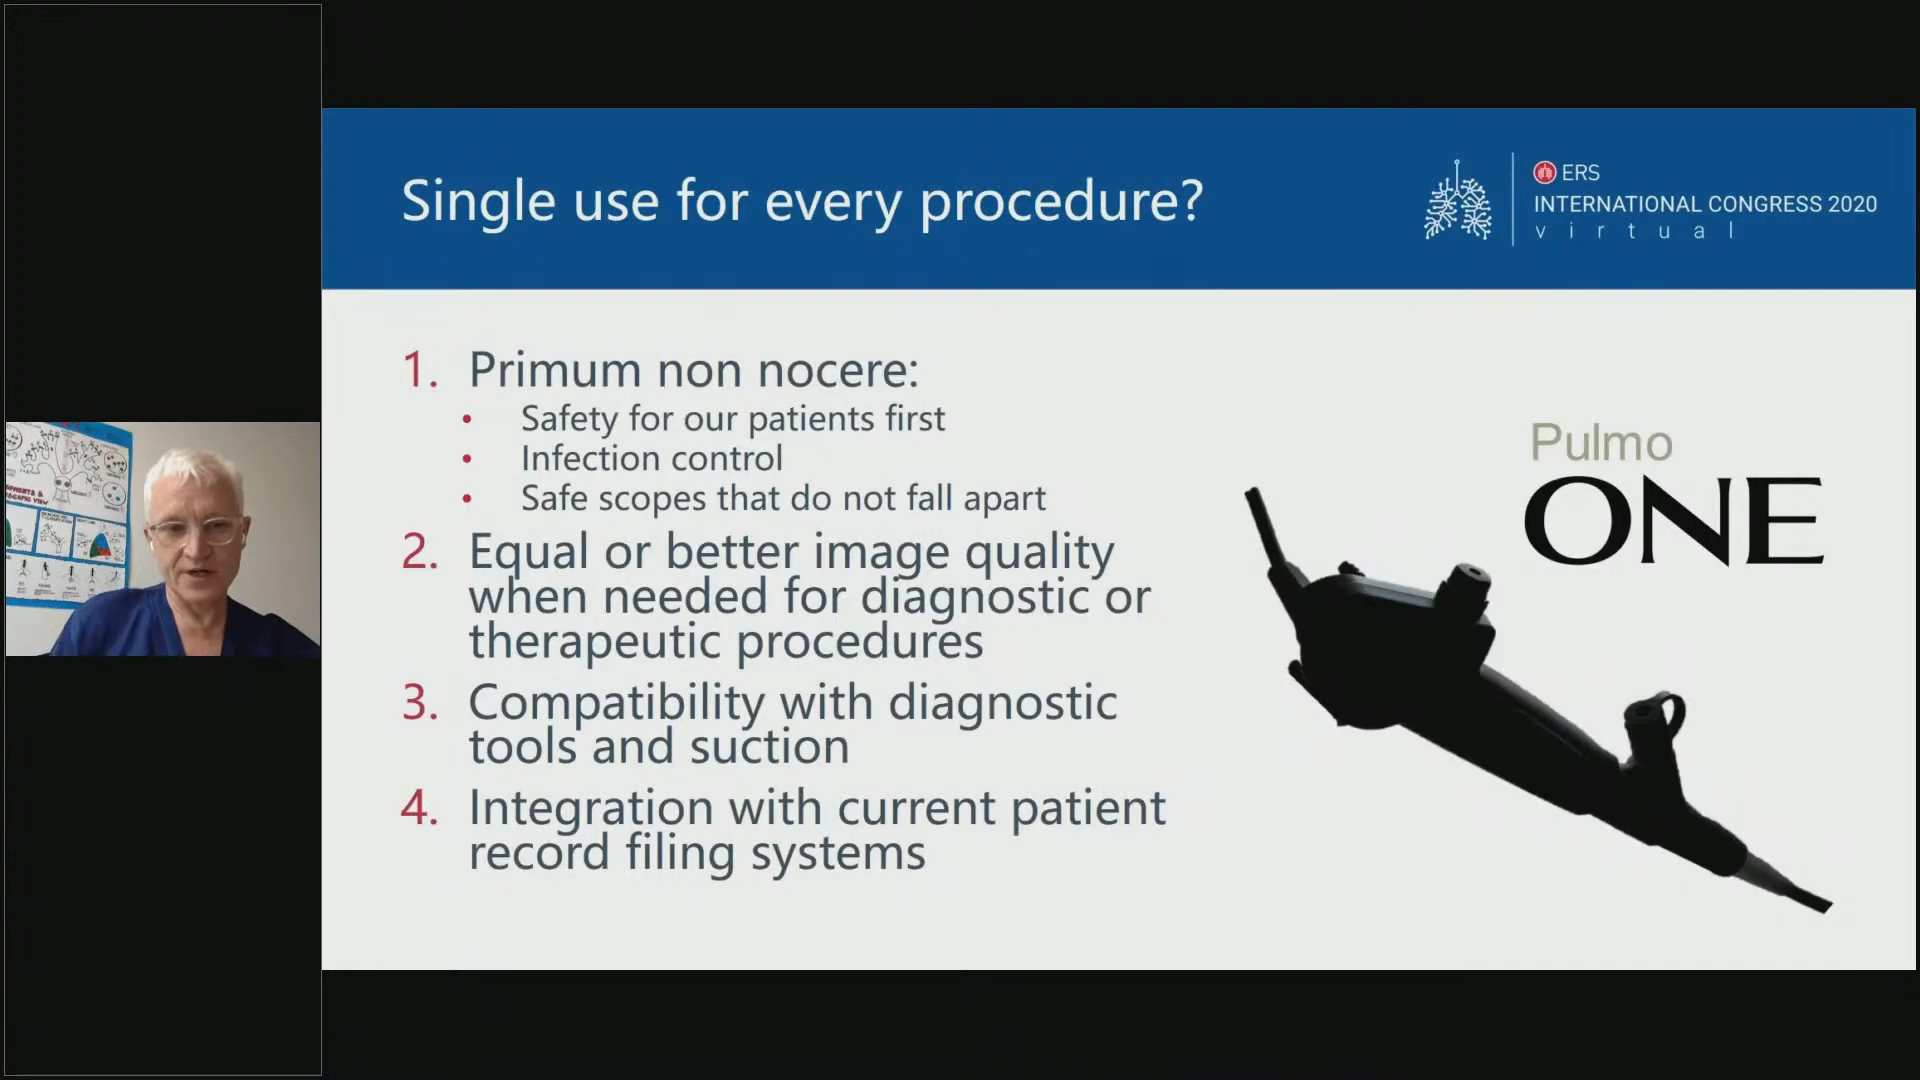 Single use for every procedure?
ERS
INTERNATIONAL CONGRESS 2020
virtual
1. Primum non nocere:
• Safety for our patients first
• Infection control
• Safe scopes that do not fall apart
2. Equal or better image quality
when needed for diagnostic or
therapeutic procedures
3. Compatibility with diagnostic
tools and suction
4. Integration with current patient
record filing systems
Pulmo
ONE